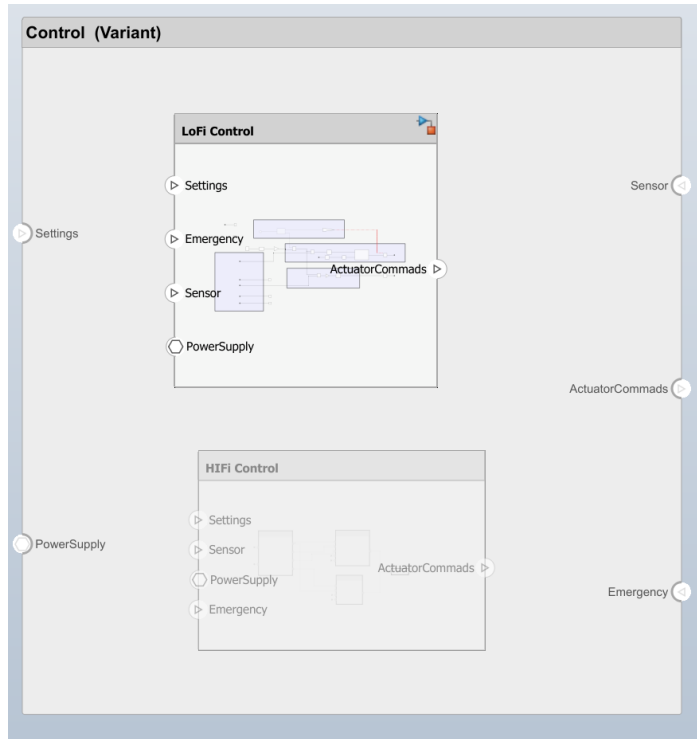 Control (Variant)
LoFi Control
Settings
Emergency
Sensor
PowerSupply
ActuatorCommads
Settings
PowerSupply
Sensor
ActuatorCommads
Emergency
HIFi Control
Settings
Sensor
PowerSupply
Emergency
ActuatorCommads